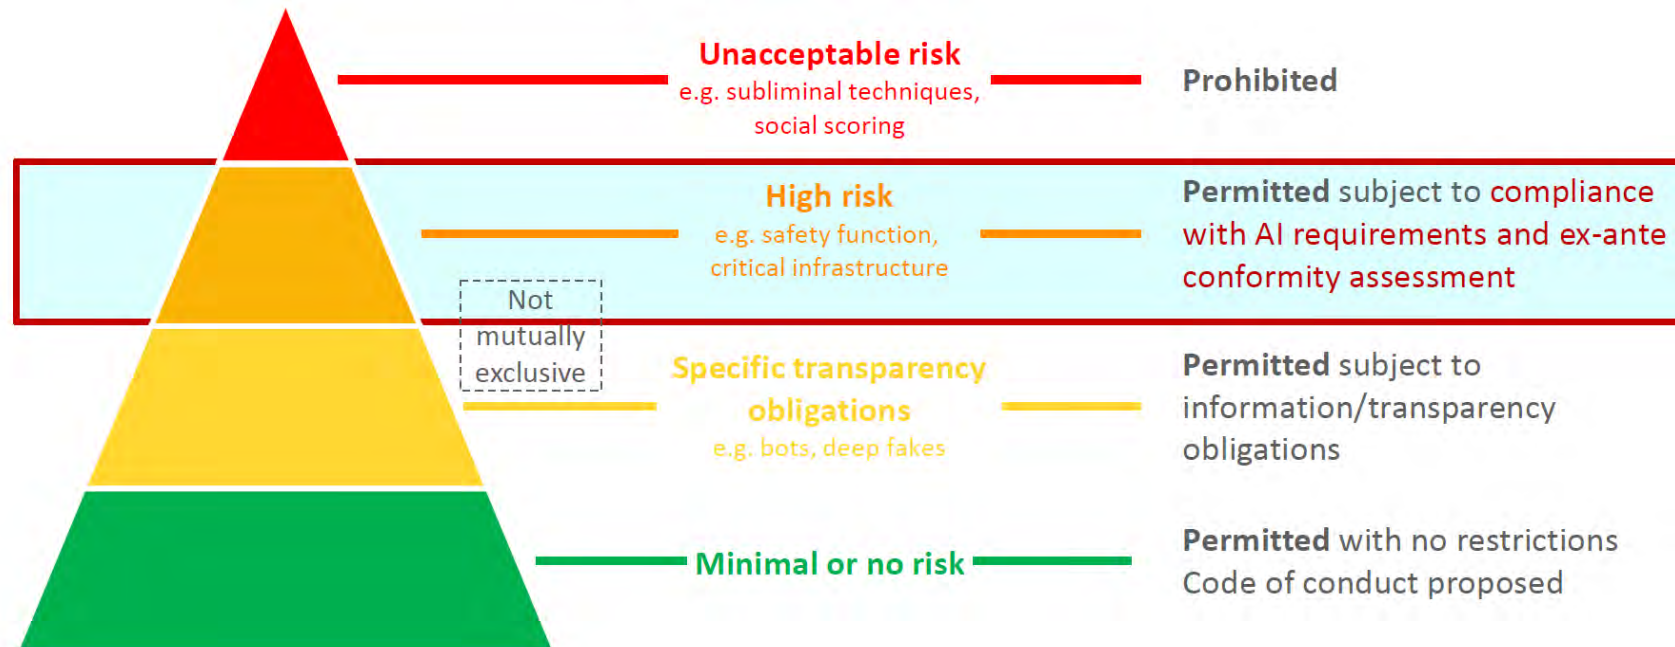 Unacceptable risk
e.g. subliminal techniques,
social scoring
Prohibited
High risk
e.g. safety function,
critical infrastructure
Permitted subject to compliance
with AI requirements and ex-ante
conformity assessment
Not
mutually
exclusive
Specific transparency
obligations
e.g. bots, deep fakes
Permitted subject to
information/transparency
obligations
Minimal or no risk
Permitted with no restrictions
Code of conduct proposed